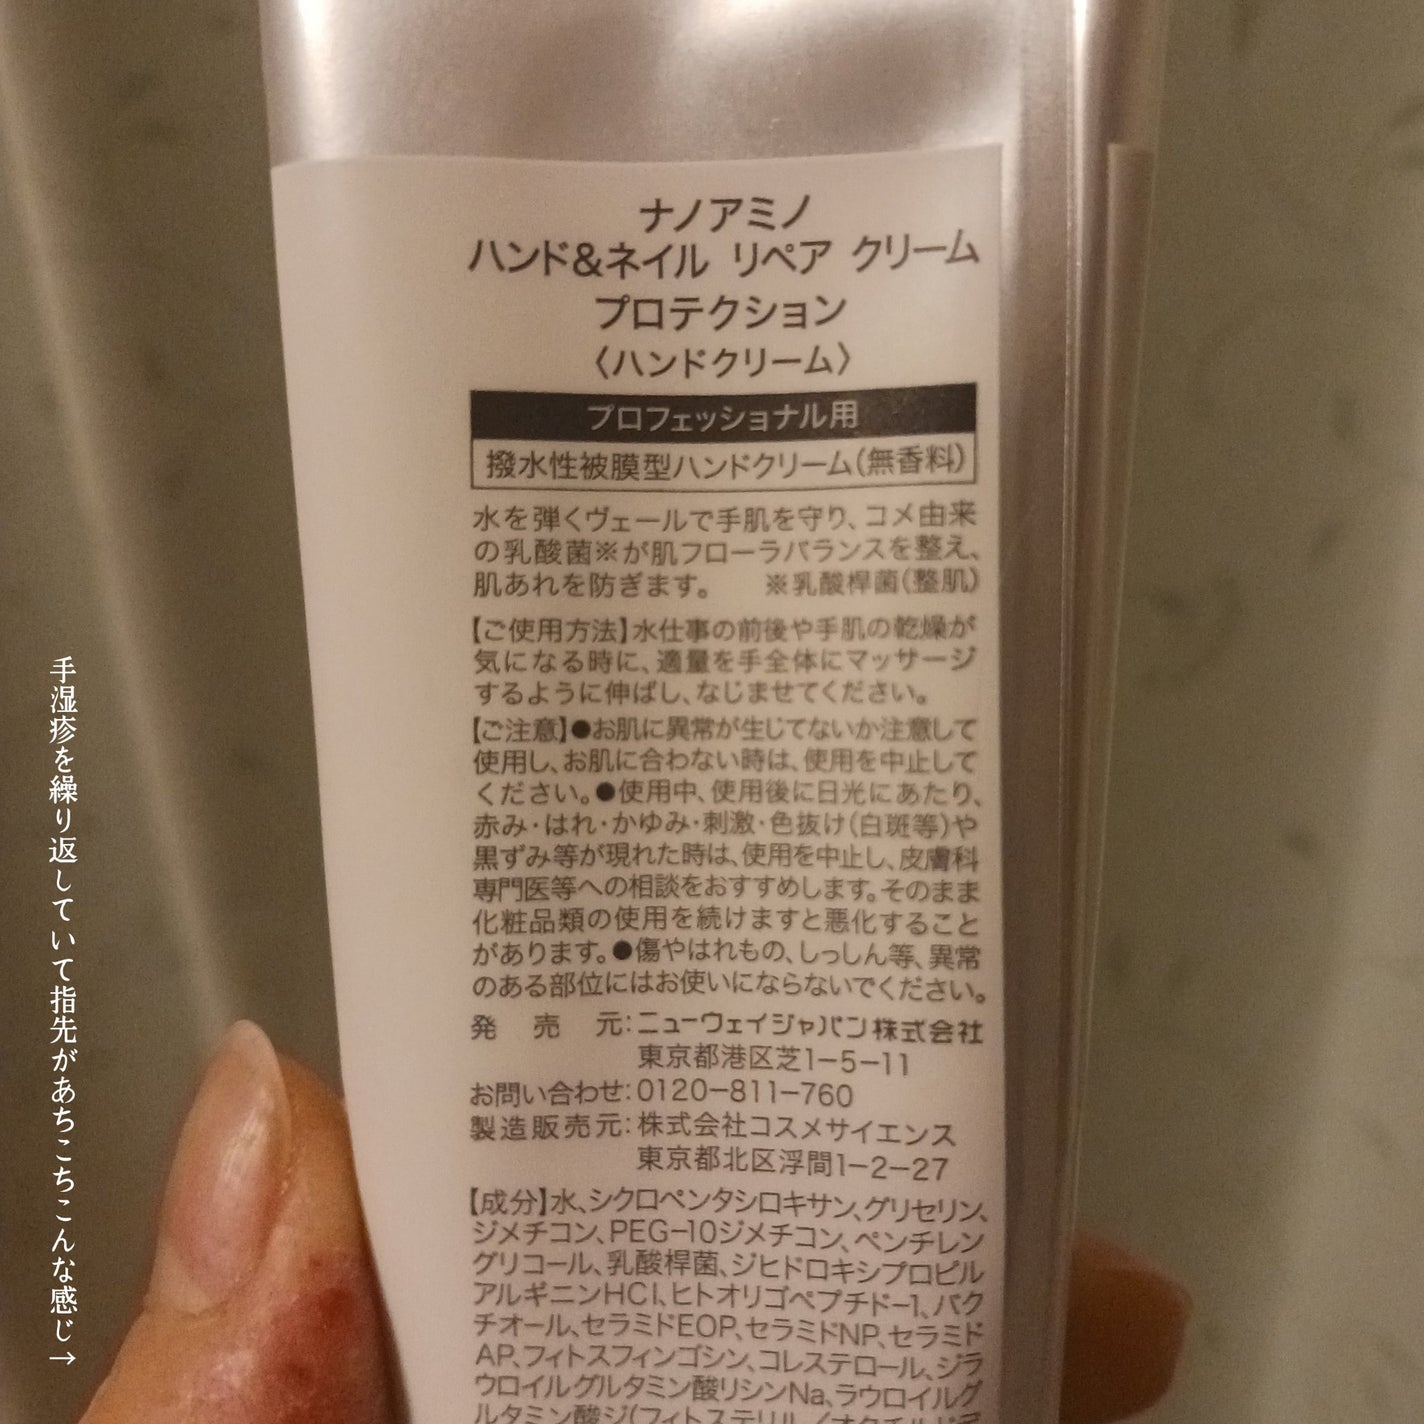 ナノアミノ
ハンド&ネイル リペア クリーム
プロテクション
〈ハンドクリーム〉
プロフェッショナル用
撥水性被膜型ハンドクリーム(無香料)
水を弾くヴェールで手肌を守り、コメ由来
の乳酸菌※が肌フローラバランスを整え、
肌あれを防ぎます。 ※乳酸桿菌(整肌)
【ご使用方法】水仕事の前後や手肌の乾燥が
気になる時に、適量を手全体にマッサージ
するように伸ばし、なじませてください。
【ご注意】●お肌に異常が生じてないか注意して
使用し、お肌に合わない時は、使用を中止して
ください。●使用中、使用後に日光にあたり、
赤み・はれ・かゆみ・刺激・色抜け(白斑等)や
黒ずみ等が現れた時は、使用を中止し、皮膚科
専門医等への相談をおすすめします。そのまま
化粧品類の使用を続けますと悪化すること
があります。●傷やはれもの、しっしん等、異常
のある部位にはお使いにならないでください。
発売元:ニューウェイジャパン株式会社
東京都港区芝1-5-11
お問い合わせ:0120-811-760
製造販売元:株式会社コスメサイエンス
東京都北区浮間1-2-27
【成分】水、シクロペンタシロキサン、グリセリン、
ジメチコン、PEG-10ジメチコン、ペンチレン
グリコール、乳酸桿菌、ジヒドロキシプロピル
アルギニンHCl、ヒトオリゴペプチド-1、バク
チオール、セラミドEOP、セラミドNP、セラミド
AP、フィトスフィンゴシン、コレステロール、ジラ
ウロイルグルタミン酸リシンNa、ラウロイルグ
ルタミン酸ジ(フィトステリル/オクチルドデ
手湿疹を繰り返していて指先があちこちこんな感じ→